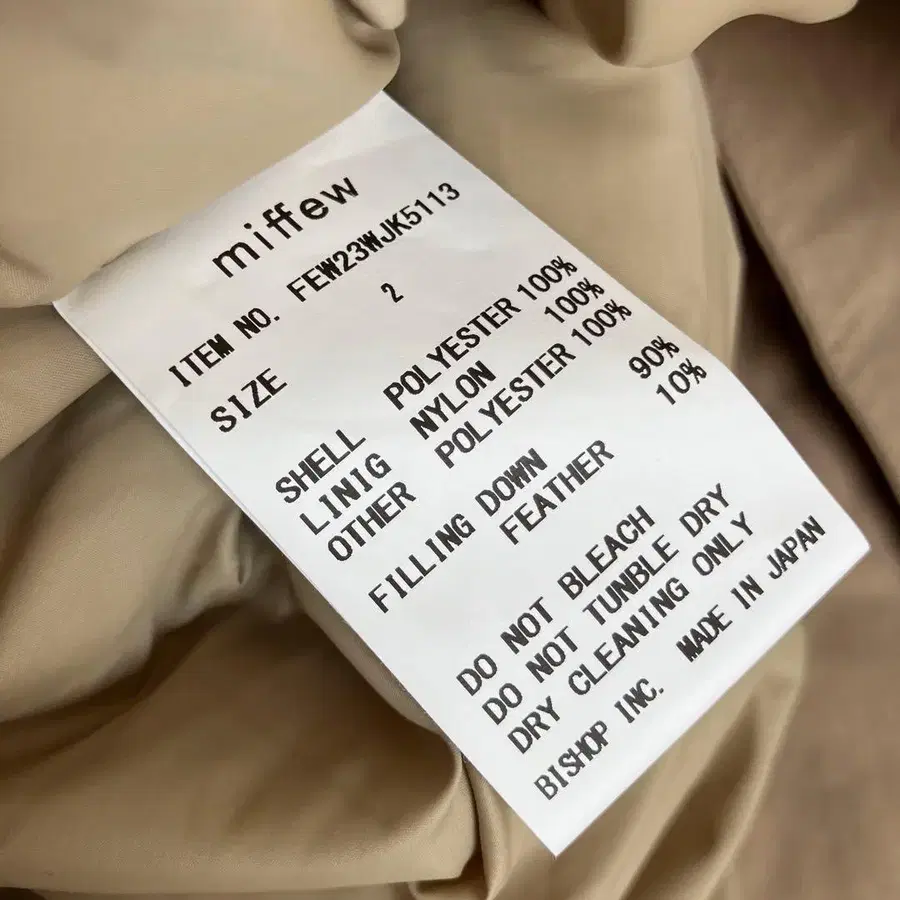 miffew
ITEM NO. FEW23WJK5113
SIZE 2
SHELL POLYESTER 100%
LINIG NYLON 100%
OTHER POLYESTER 100%
FILLING DOWN 90%
FEATHER 10%
DO NOT BLEACH
DO NOT TUNBLE DRY
DRY CLEANING ONLY
BISHOP INC. MADE IN JAPAN